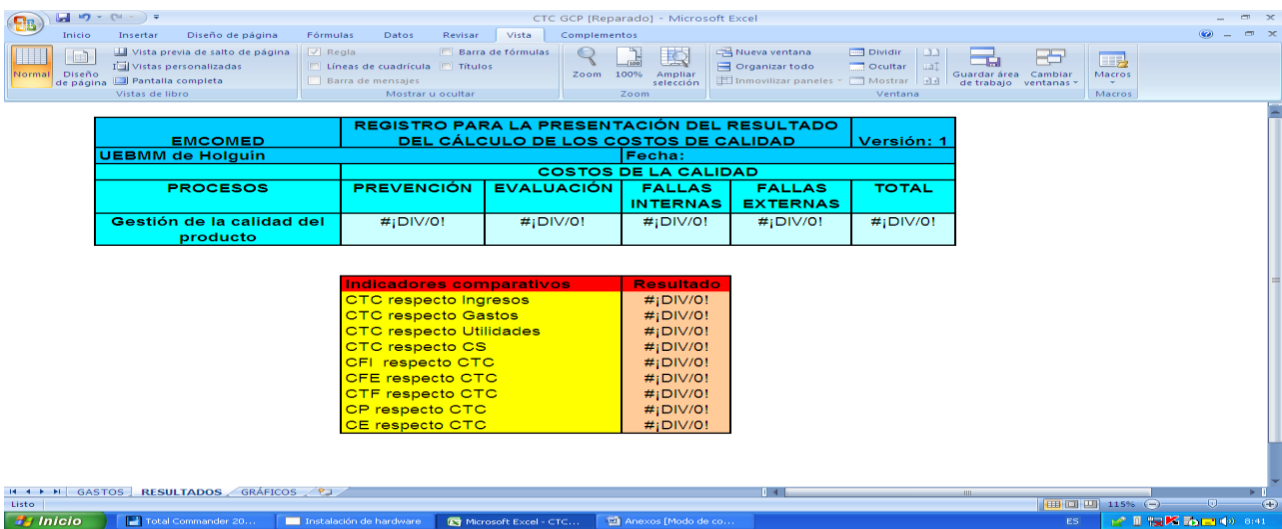 CTC GCP [Reparado] - Microsoft Excel
Inicio Insertar Diseño de página Fórmulas Datos Revisar Vista Complementos
Normal
Diseño de página
Vista previa de salto de página
Vistas personalizadas
Pantalla completa
Vistas de libro
Regla
Líneas de cuadrícula
Barra de mensajes
Barra de fórmulas
Títulos
Mostrar u ocultar
Zoom
100%
Ampliar selección
Zoom
Nueva ventana
Organizar todo
Inmovilizar paneles
Dividir
Ocultar
Mostrar
Guardar área de trabajo
Cambiar ventanas
Ventana
Macros
Macros
EMCOMED
REGISTRO PARA LA PRESENTACIÓN DEL RESULTADO
DEL CÁLCULO DE LOS COSTOS DE CALIDAD
Versión: 1
UEBMM de Holguin Fecha:
COSTOS DE LA CALIDAD
PROCESOS PREVENCIÓN EVALUACIÓN FALLAS INTERNAS FALLAS EXTERNAS TOTAL
Gestión de la calidad del producto #¡DIV/0! #¡DIV/0! #¡DIV/0! #¡DIV/0! #¡DIV/0!
Indicadores comparativos Resultado
CTC respecto Ingresos #¡DIV/0!
CTC respecto Gastos #¡DIV/0!
CTC respecto Utilidades #¡DIV/0!
CTC respecto CS #¡DIV/0!
CFI respecto CTC #¡DIV/0!
CFE respecto CTC #¡DIV/0!
CTF respecto CTC #¡DIV/0!
CP respecto CTC #¡DIV/0!
CE respecto CTC #¡DIV/0!
GASTOS RESULTADOS GRÁFICOS
Listo 115%
Inicio Total Commander 20... Instalación de hardware Microsoft Excel - CTC... Anexos [Modo de co... ES 8:41